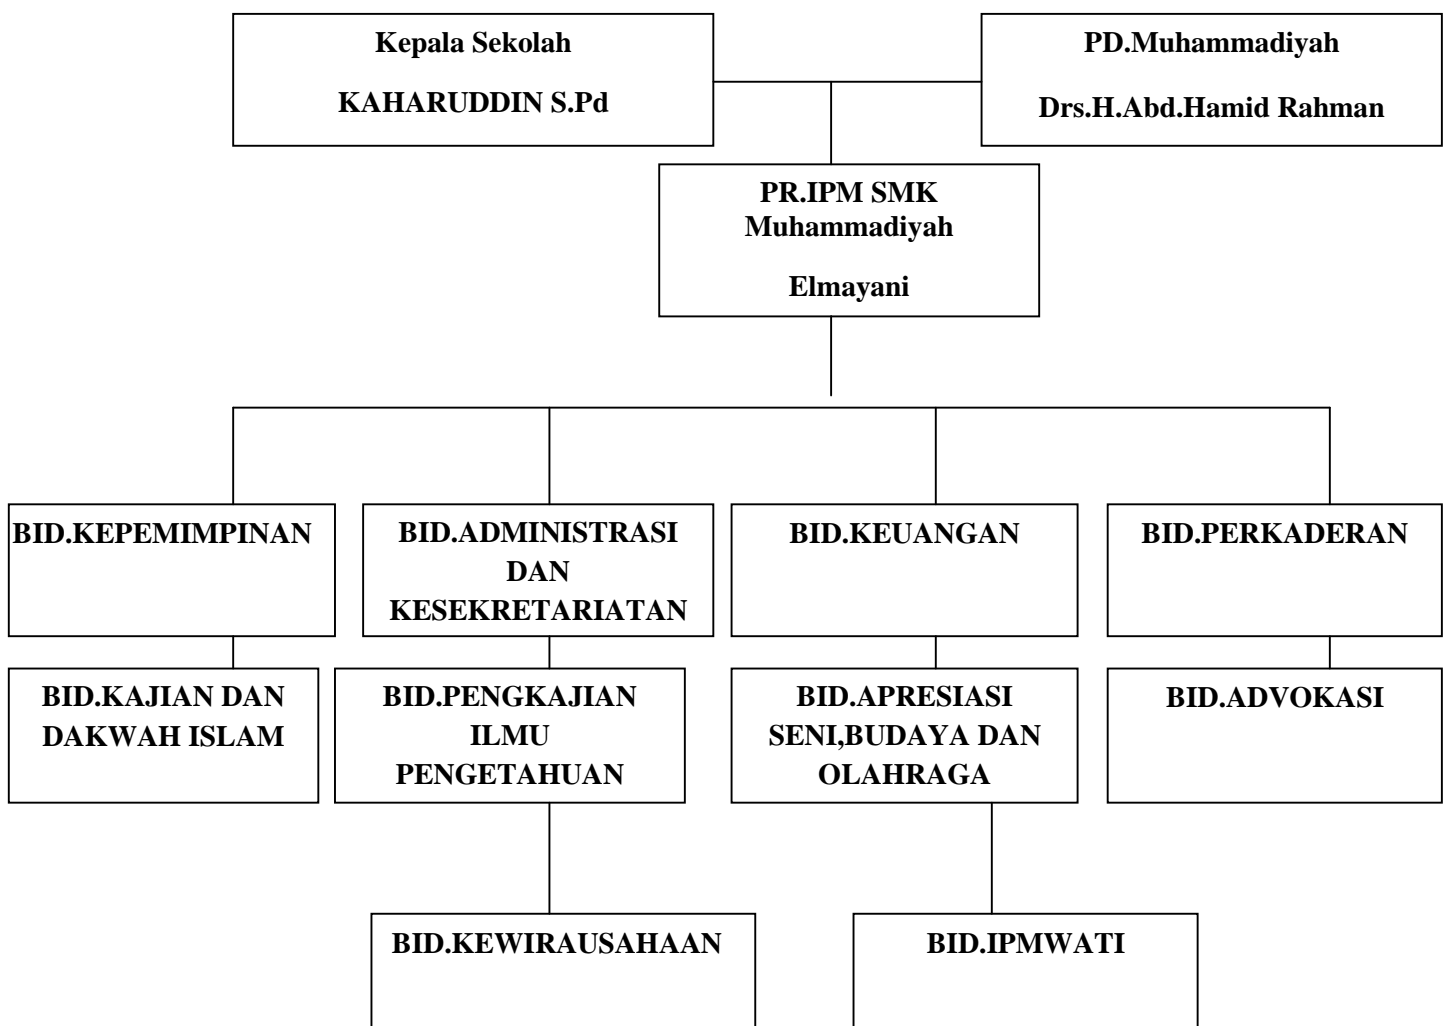 Kepala Sekolah
KAHARUDDIN S.Pd
PD.Muhammadiyah
Drs.H.Abd.Hamid Rahman
PR.IPM SMK
Muhammadiyah
Elmayani
BID.KEPEMIMPINAN
BID.ADMINISTRASI
DAN
KESEKRETARIATAN
BID.KEUANGAN
BID.PERKADERAN
BID.KAJIAN DAN
DAKWAH ISLAM
BID.PENGKAJIAN
ILMU
PENGETAHUAN
BID.APRESIASI
SENI,BUDAYA DAN
OLAHRAGA
BID.ADVOKASI
BID.KEWIRAUSAHAAN
BID.IPMWATI